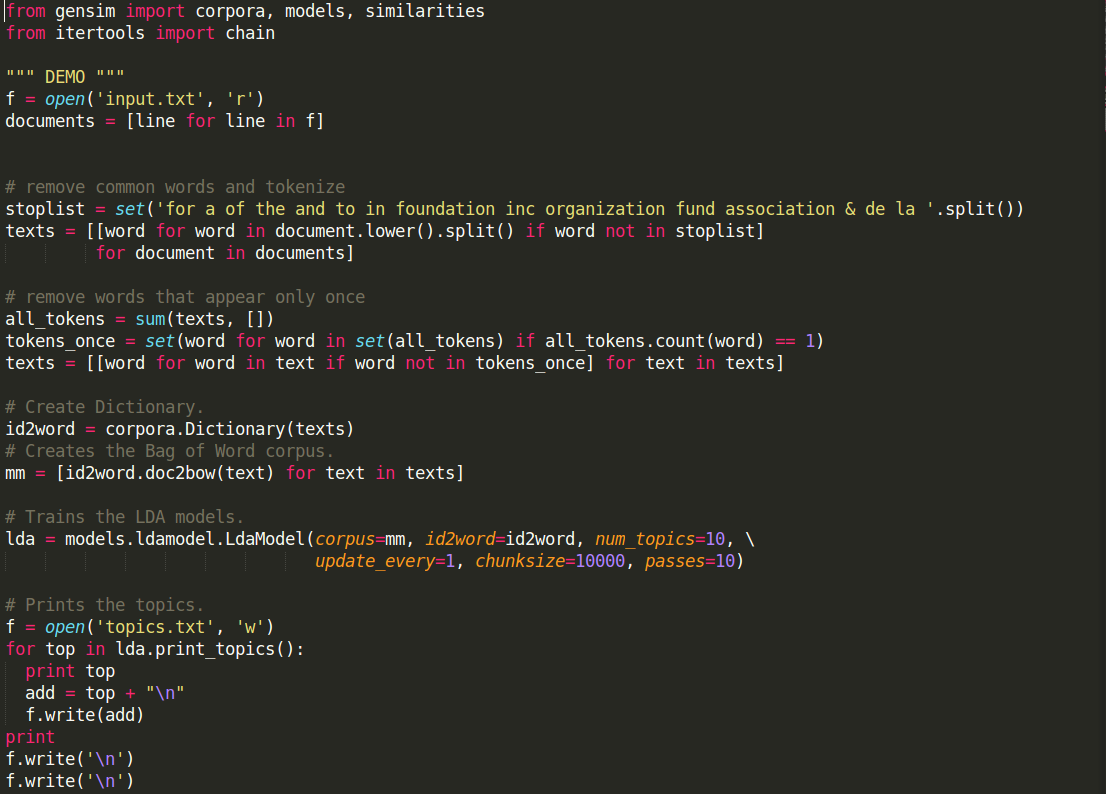 from gensim import corpora, models, similarities
from itertools import chain

""" DEMO """
f = open('input.txt', 'r')
documents = [line for line in f]


# remove common words and tokenize
stoplist = set('for a of the and to in foundation inc organization fund association & de la '.split())
texts = [[word for word in document.lower().split() if word not in stoplist]
         for document in documents]

# remove words that appear only once
all_tokens = sum(texts, [])
tokens_once = set(word for word in set(all_tokens) if all_tokens.count(word) == 1)
texts = [[word for word in text if word not in tokens_once] for text in texts]

# Create Dictionary.
id2word = corpora.Dictionary(texts)
# Creates the Bag of Word corpus.
mm = [id2word.doc2bow(text) for text in texts]

# Trains the LDA models.
lda = models.ldamodel.LdaModel(corpus=mm, id2word=id2word, num_topics=10, \
                               update_every=1, chunksize=10000, passes=10)

# Prints the topics.
f = open('topics.txt', 'w')
for top in lda.print_topics():
  print top
  add = top + "\n"
  f.write(add)
print
f.write('\n')
f.write('\n')